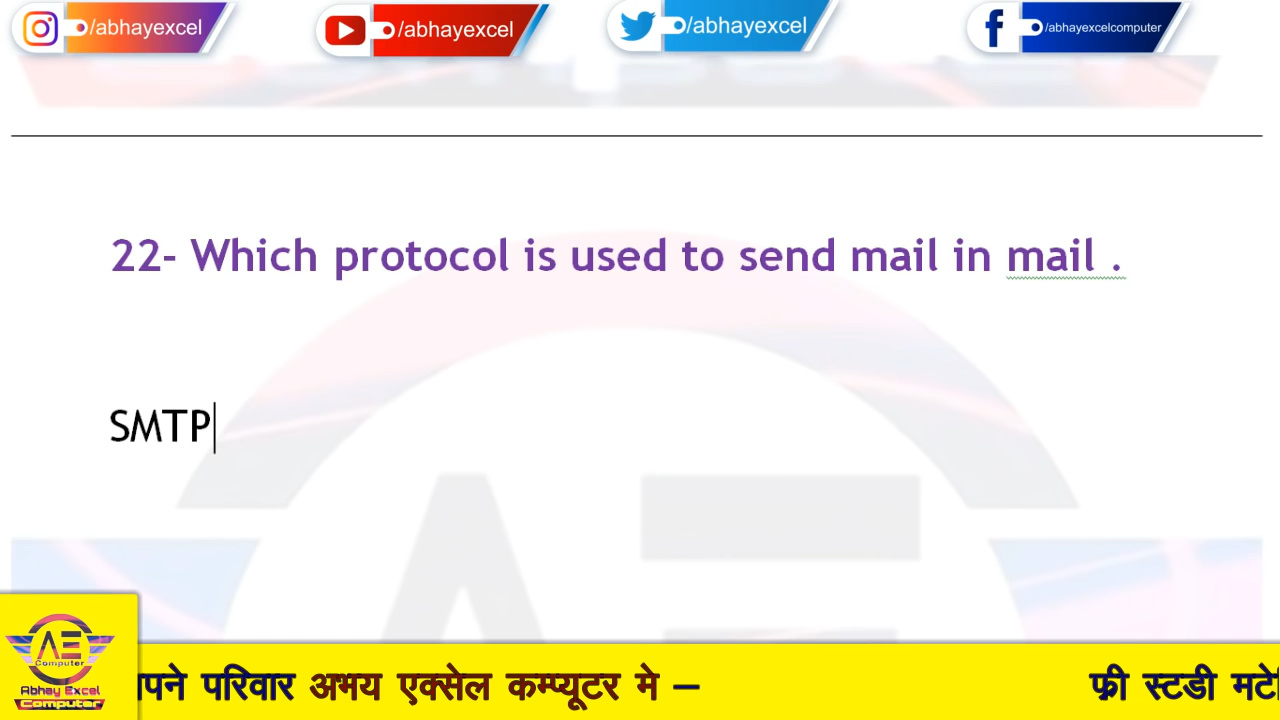 /abhayexcel
/abhayexcel
/abhayexcel
/abhayexcelcomputer
22- Which protocol is used to send mail in mail .
SMTP
AE
Computer
Abhay Excel
Computer
पने परिवार अभय एक्सेल कम्प्यूटर मे – फ्री स्टडी